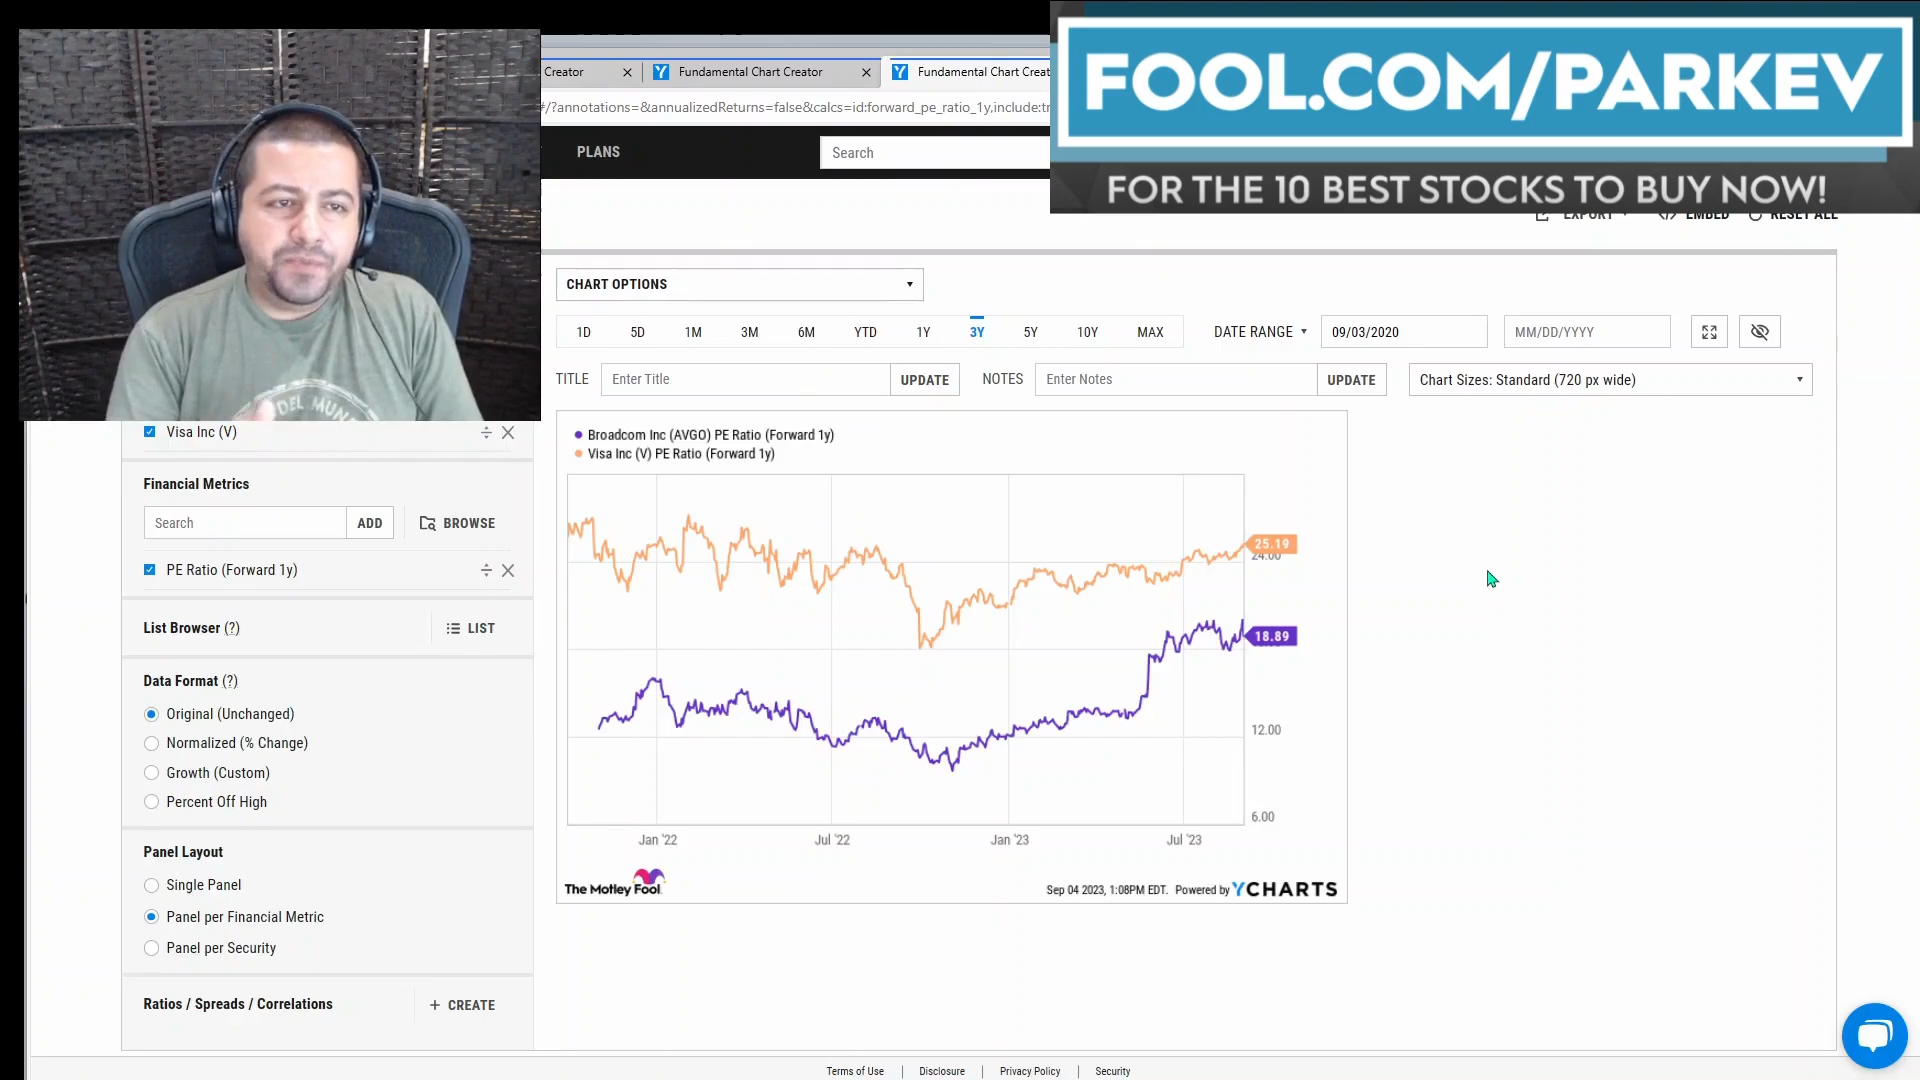 FOOL.COM/PARKEV
FOR THE 10 BEST STOCKS TO BUY NOW!
Creator
Fundamental Chart Creator
Fundamental Chart Creat
#/?annotations=&annualizedReturns=false&calcs=id:forward_pe_ratio_1y,include:tr
PLANS
Search
EXPORT
EMBED
RESET ALL
CHART OPTIONS
1D 5D 1M 3M 6M YTD 1Y 3Y 5Y 10Y MAX DATE RANGE 09/03/2020 MM/DD/YYYY
TITLE Enter Title UPDATE NOTES Enter Notes UPDATE Chart Sizes: Standard (720 px wide)
Visa Inc (V)
Financial Metrics
Search ADD BROWSE
PE Ratio (Forward 1y)
List Browser (?) LIST
Data Format (?)
Original (Unchanged)
Normalized (% Change)
Growth (Custom)
Percent Off High
Panel Layout
Single Panel
Panel per Financial Metric
Panel per Security
Ratios / Spreads / Correlations + CREATE
Broadcom Inc (AVGO) PE Ratio (Forward 1y)
Visa Inc (V) PE Ratio (Forward 1y)
25.19
24.00
18.89
12.00
6.00
Jan '22 Jul '22 Jan '23 Jul '23
The Motley Fool.
Sep 04 2023, 1:08PM EDT. Powered by YCHARTS
Terms of Use | Disclosure | Privacy Policy | Security